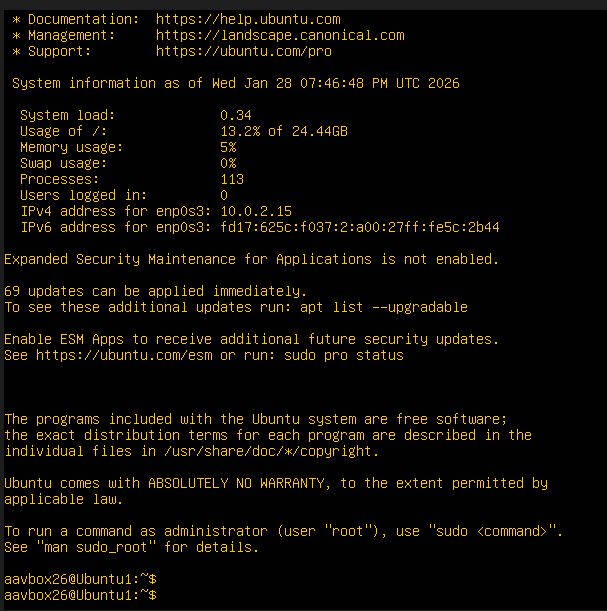 * Documentation:  https://help.ubuntu.com
* Management:     https://landscape.canonical.com
* Support:        https://ubuntu.com/pro
System information as of Wed Jan 28 07:46:48 PM UTC 2026
System load:             0.34
Usage of /:              13.2% of 24.44GB
Memory usage:            5%
Swap usage:              0%
Processes:               113
Users logged in:         0
IPv4 address for enp0s3: 10.0.2.15
IPv6 address for enp0s3: fd17:625c:f037:2:a00:27ff:fe5c:2b44
Expanded Security Maintenance for Applications is not enabled.
69 updates can be applied immediately.
To see these additional updates run: apt list --upgradable
Enable ESM Apps to receive additional future security updates.
See https://ubuntu.com/esm or run: sudo pro status
The programs included with the Ubuntu system are free software;
the exact distribution terms for each program are described in the
individual files in /usr/share/doc/*/copyright.
Ubuntu comes with ABSOLUTELY NO WARRANTY, to the extent permitted by
applicable law.
To run a command as administrator (user "root"), use "sudo <command>".
See "man sudo_root" for details.
aavbox26@Ubuntu1:~$
aavbox26@Ubuntu1:~$